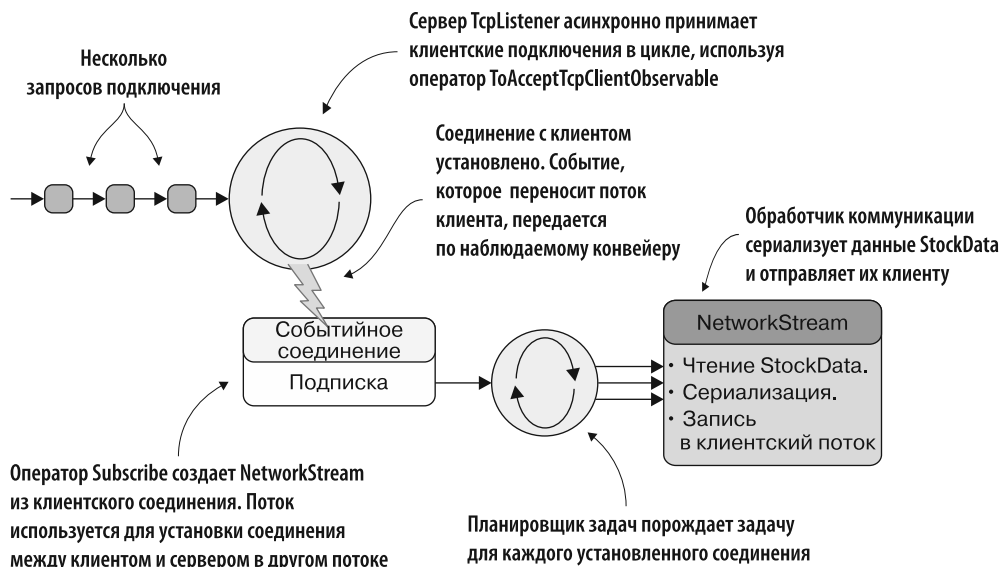 Сервер TcpListener асинхронно принимает
клиентские подключения в цикле, используя
оператор ToAcceptTcpClientObservable
Несколько
запросов подключения
Соединение с клиентом
установлено. Событие,
которое переносит поток
клиента, передается
по наблюдаемому конвейеру
Обработчик коммуникации
сериализует данные StockData
и отправляет их клиенту
Событийное
соединение
Подписка
NetworkStream
• Чтение StockData.
• Сериализация.
• Запись
в клиентский поток
Оператор Subscribe создает NetworkStream
из клиентского соединения. Поток
используется для установки соединения
между клиентом и сервером в другом потоке
Планировщик задач порождает задачу
для каждого установленного соединения